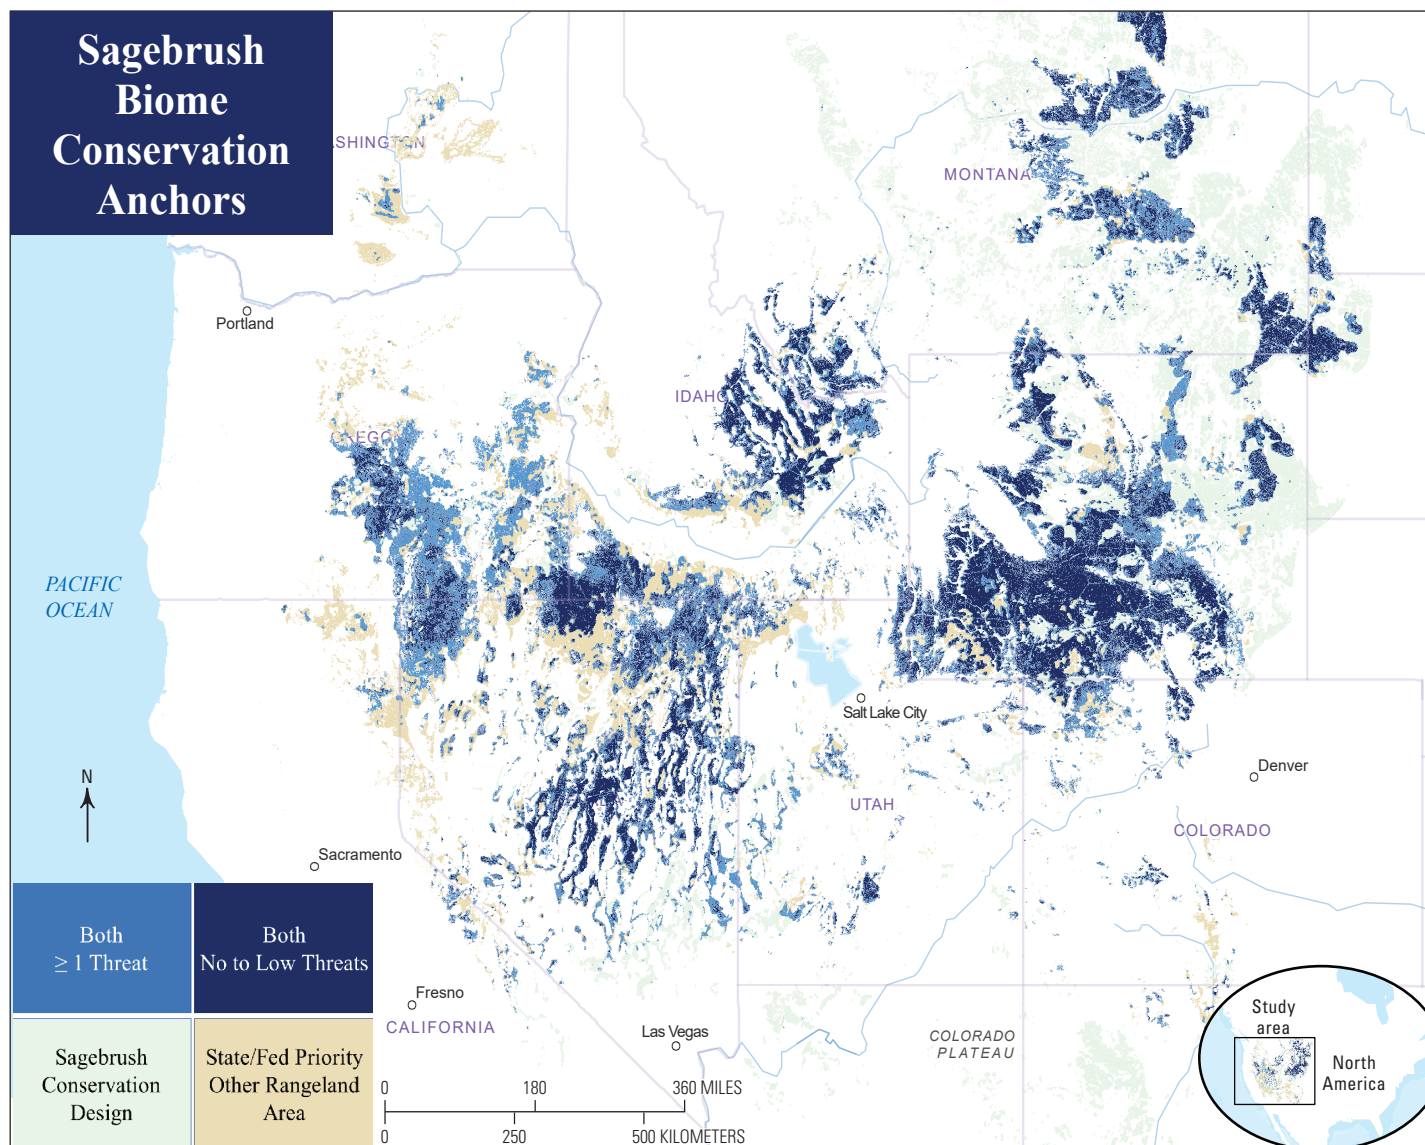 Sagebrush
Biome
Conservation
Anchors
ASHINGTON
MONTANA
Portland
IDAHO
OREGON
PACIFIC
OCEAN
Salt Lake City
Denver
N
UTAH
COLORADO
Sacramento
Both
≥ 1 Threat
Both
No to Low Threats
Fresno
CALIFORNIA
Las Vegas
COLORADO
PLATEAU
Study
area
North
America
Sagebrush
Conservation
Design
State/Fed Priority
Other Rangeland
Area
0 180 360 MILES
0 250 500 KILOMETERS